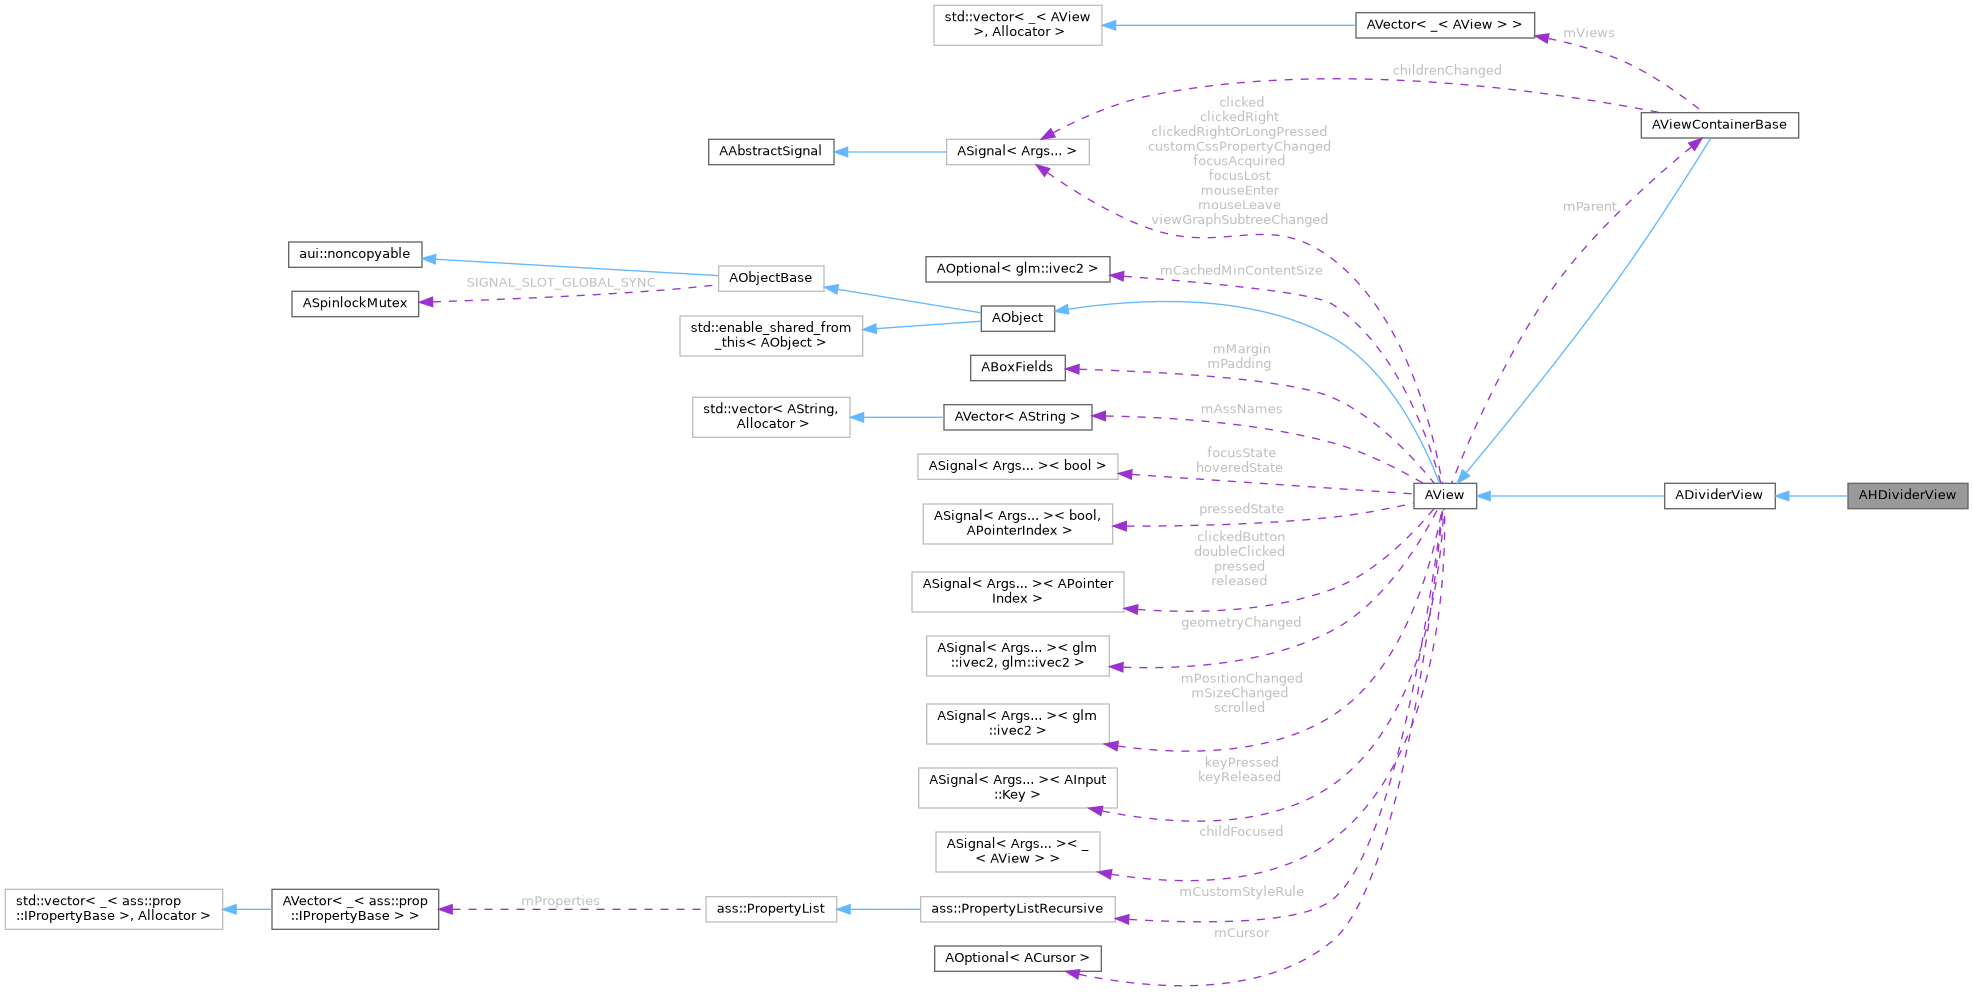 std::vector< _< AView
>, Allocator >
AVector< _< AView > >
mViews
childrenChanged
AViewContainerBase
clicked
clickedRight
clickedRightOrLongPressed
customCssPropertyChanged
focusAcquired
focusLost
mouseEnter
mouseLeave
viewGraphSubtreeChanged
AAbstractSignal
ASignal< Args... >
mParent
aui::noncopyable
AObjectBase
SIGNAL_SLOT_GLOBAL_SYNC
ASpinlockMutex
AOptional< glm::ivec2 >
mCachedMinContentSize
AObject
std::enable_shared_from
_this< AObject >
ABoxFields
mMargin
mPadding
std::vector< AString,
Allocator >
AVector< AString >
mAssNames
ASignal< Args... >< bool >
focusState
hoveredState
AView
ADividerView
AHDividerView
ASignal< Args... >< bool,
APointerIndex >
pressedState
clickedButton
doubleClicked
pressed
released
ASignal< Args... >< APointer
Index >
geometryChanged
ASignal< Args... >< glm
::ivec2, glm::ivec2 >
mPositionChanged
mSizeChanged
scrolled
ASignal< Args... >< glm
::ivec2 >
keyPressed
keyReleased
ASignal< Args... >< AInput
::Key >
childFocused
ASignal< Args... >< _
< AView > >
std::vector< _< ass::prop
::IPropertyBase >, Allocator >
AVector< _< ass::prop
::IPropertyBase > >
mProperties
ass::PropertyList
ass::PropertyListRecursive
mCustomStyleRule
mCursor
AOptional< ACursor >